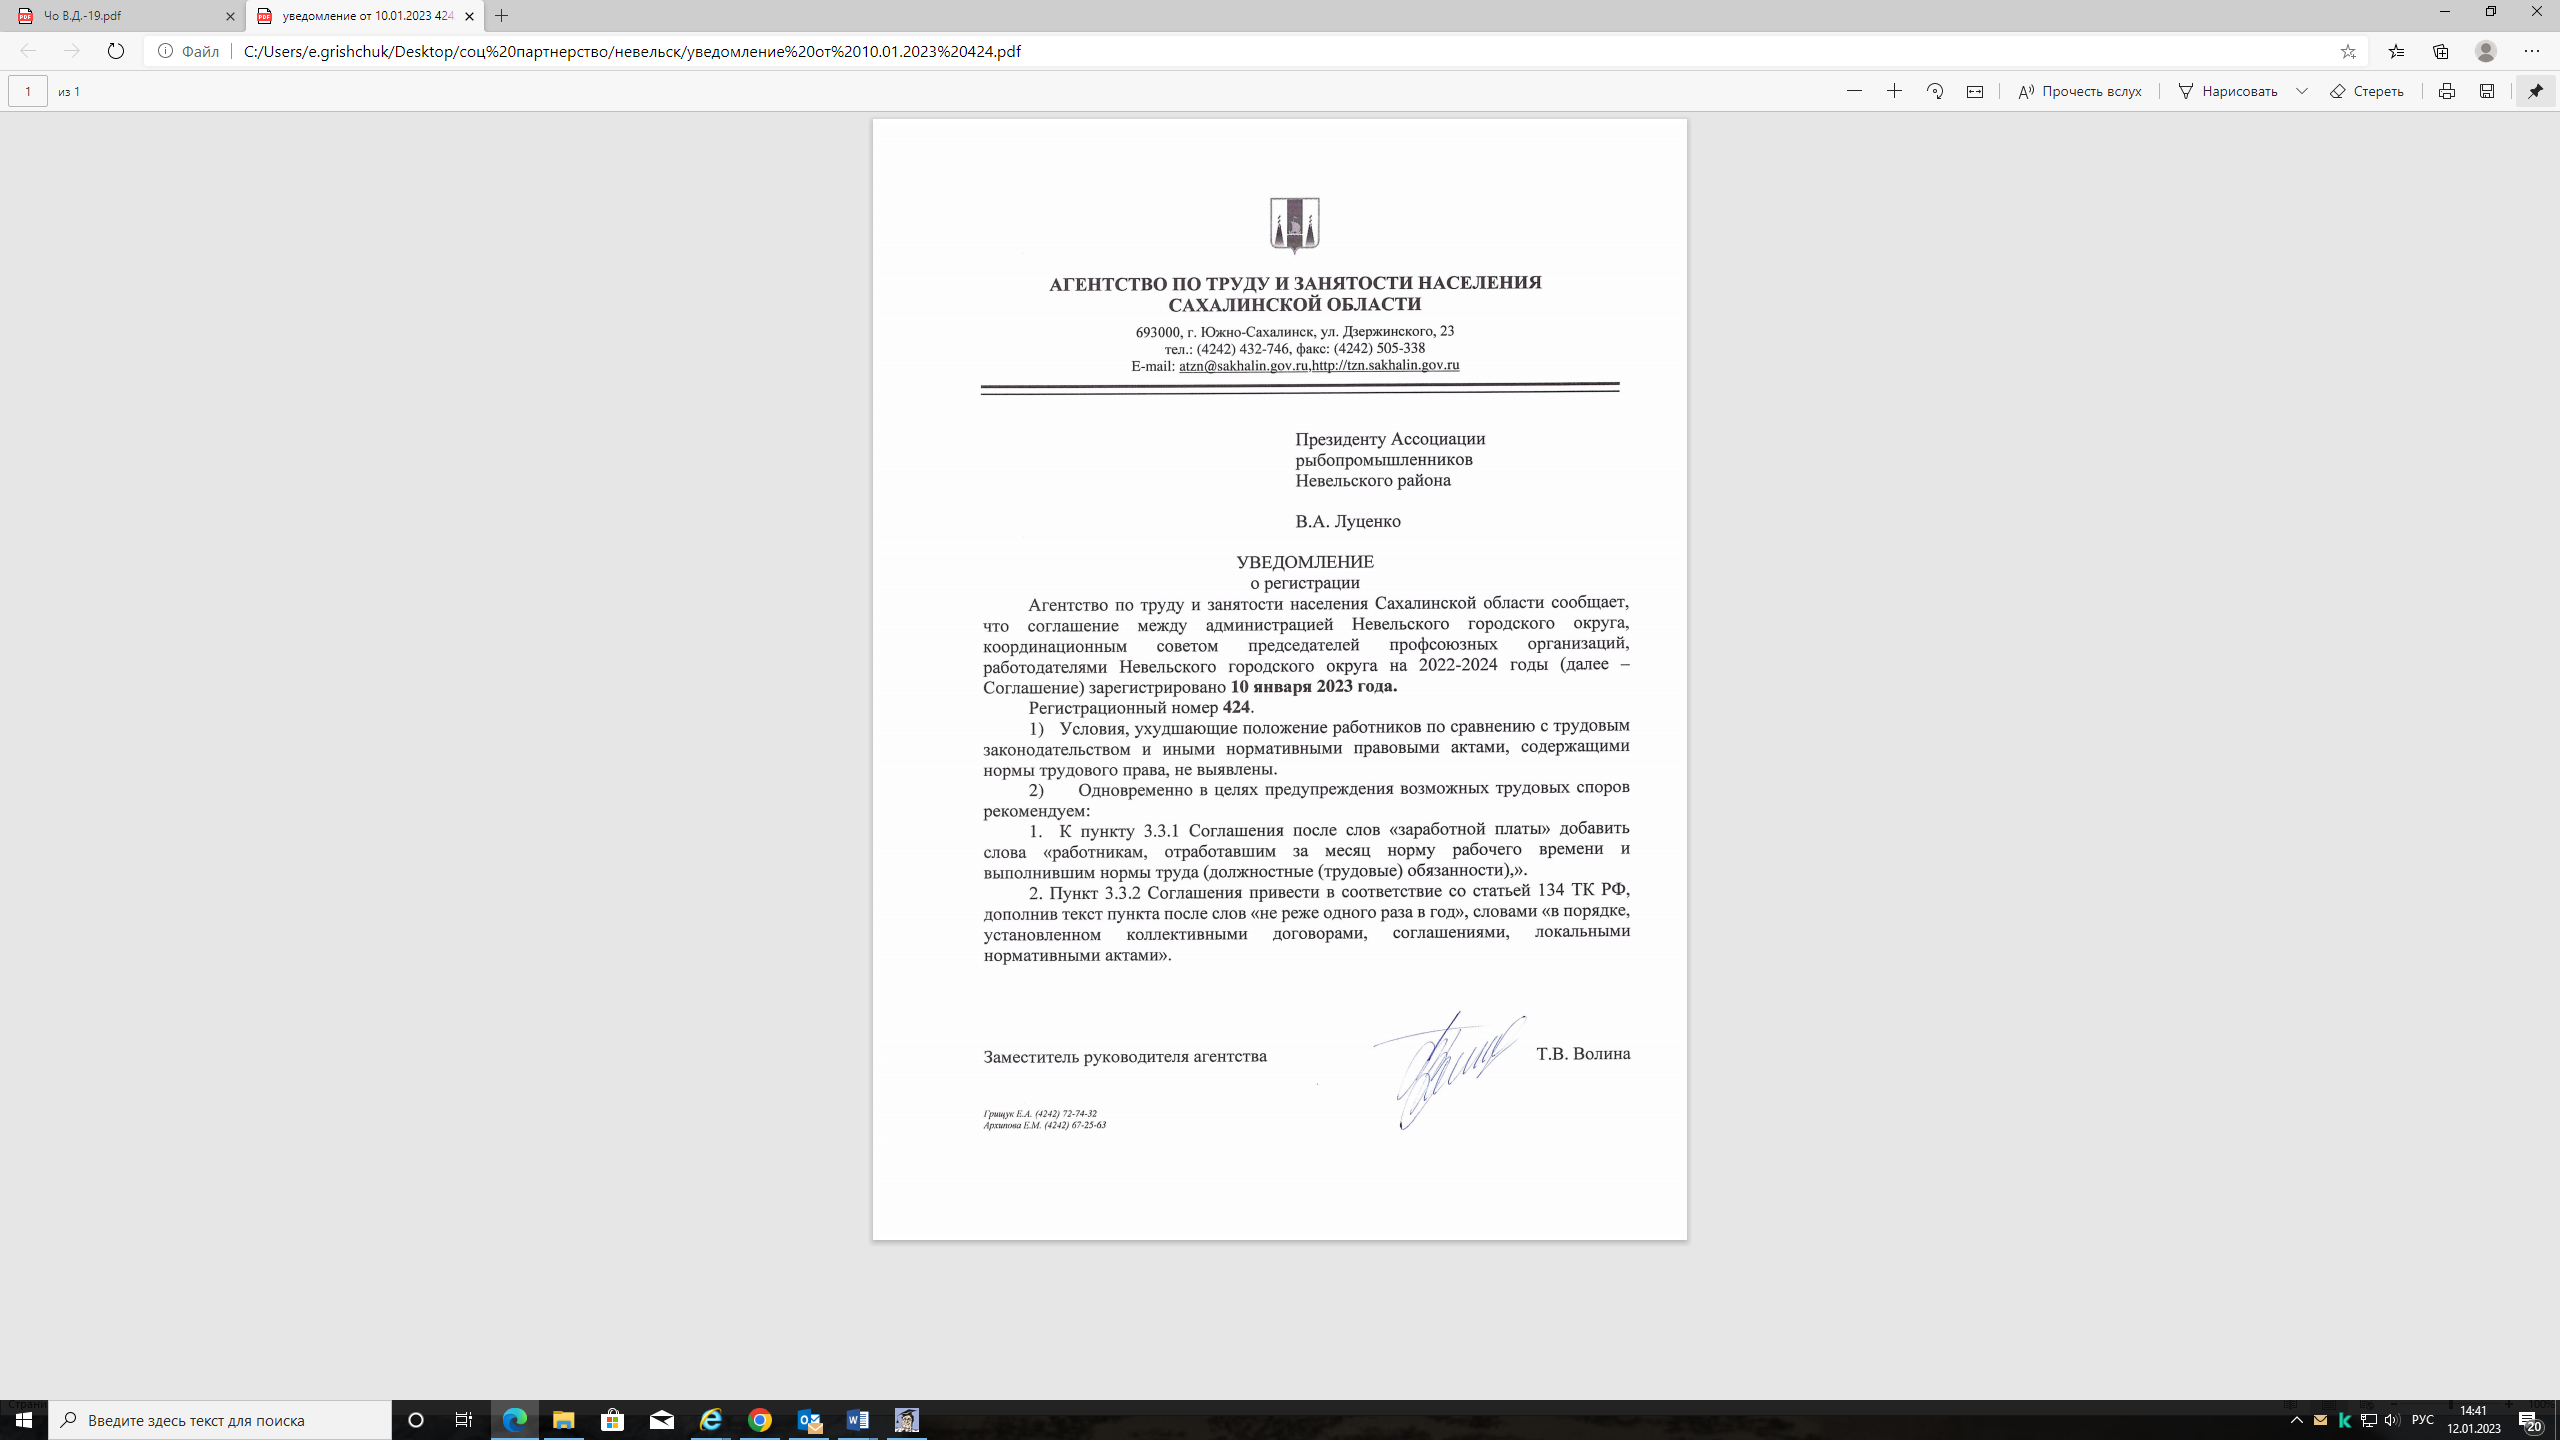 Чо В.Д.-19.pdf
уведомление от 10.01.2023 424
Файл
C:/Users/e.grishchuk/Desktop/соц%20партнерство/невельск/уведомление%20от%2010.01.2023%20424.pdf
1 из 1
Прочесть вслух
Нарисовать
Стереть
АГЕНТСТВО ПО ТРУДУ И ЗАНЯТОСТИ НАСЕЛЕНИЯ
САХАЛИНСКОЙ ОБЛАСТИ
693000, г. Южно-Сахалинск, ул. Дзержинского, 23
тел.: (4242) 432-746, факс: (4242) 505-338
E-mail: atzn@sakhalin.gov.ru,http://tzn.sakhalin.gov.ru
Президенту Ассоциации
рыбопромышленников
Невельского района
В.А. Луценко
УВЕДОМЛЕНИЕ
о регистрации
Агентство по труду и занятости населения Сахалинской области сообщает,
что соглашение между администрацией Невельского городского округа,
координационным советом председателей профсоюзных организаций,
работодателями Невельского городского округа на 2022-2024 годы (далее –
Соглашение) зарегистрировано 10 января 2023 года.
Регистрационный номер 424.
1) Условия, ухудшающие положение работников по сравнению с трудовым
законодательством и иными нормативными правовыми актами, содержащими
нормы трудового права, не выявлены.
2) Одновременно в целях предупреждения возможных трудовых споров
рекомендуем:
1. К пункту 3.3.1 Соглашения после слов «заработной платы» добавить
слова «работникам, отработавшим за месяц норму рабочего времени и
выполнившим нормы труда (должностные (трудовые) обязанности),».
2. Пункт 3.3.2 Соглашения привести в соответствие со статьей 134 ТК РФ,
дополнив текст пункта после слов «не реже одного раза в год», словами «в порядке,
установленном коллективными договорами, соглашениями, локальными
нормативными актами».
Заместитель руководителя агентства
Т.В. Волина
Грищук Е.А. (4242) 72-74-32
Архипова Е.М. (4242) 67-25-63
Введите здесь текст для поиска
РУС
14:41
12.01.2023
20